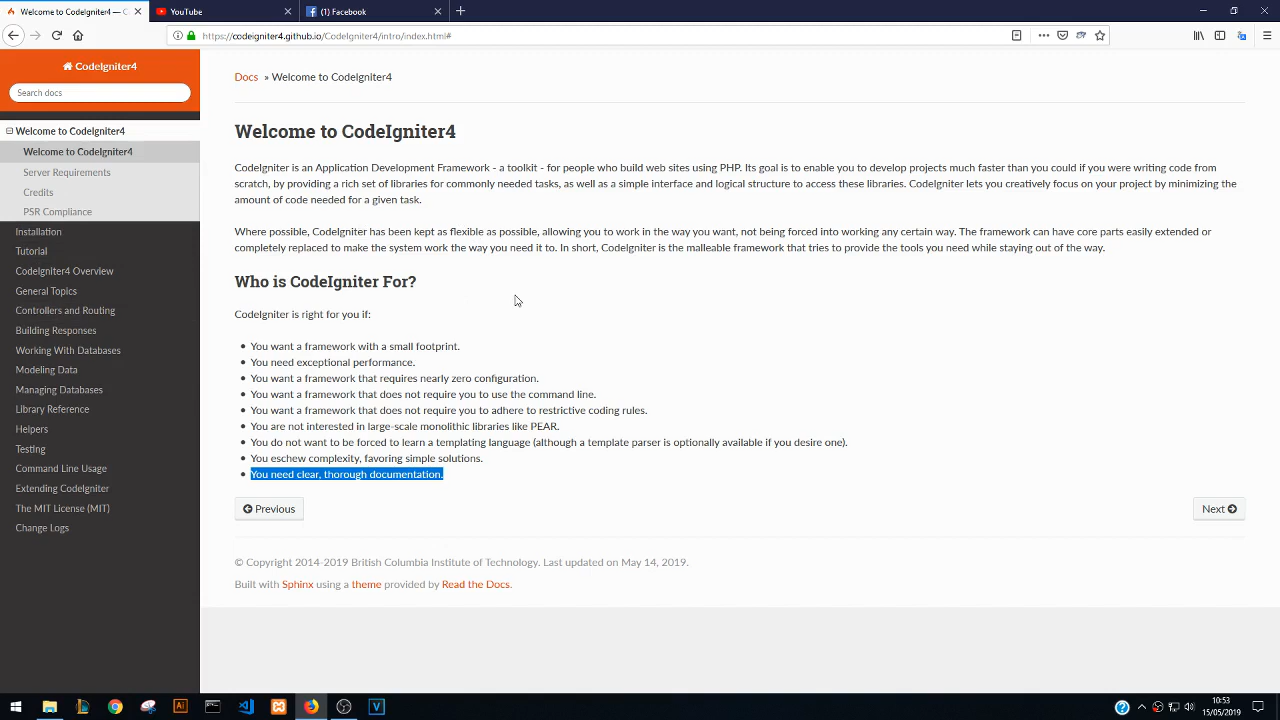 Welcome to CodeIgniter4 — C
YouTube
(1) Facebook
https://codeigniter4.github.io/CodeIgniter4/intro/index.html#
CodeIgniter4
Search docs
Welcome to CodeIgniter4
Welcome to CodeIgniter4
Server Requirements
Credits
PSR Compliance
Installation
Tutorial
CodeIgniter4 Overview
General Topics
Controllers and Routing
Building Responses
Working With Databases
Modeling Data
Managing Databases
Library Reference
Helpers
Testing
Command Line Usage
Extending CodeIgniter
The MIT License (MIT)
Change Logs
Docs » Welcome to CodeIgniter4
Welcome to CodeIgniter4
CodeIgniter is an Application Development Framework - a toolkit - for people who build web sites using PHP. Its goal is to enable you to develop projects much faster than you could if you were writing code from
scratch, by providing a rich set of libraries for commonly needed tasks, as well as a simple interface and logical structure to access these libraries. CodeIgniter lets you creatively focus on your project by minimizing the
amount of code needed for a given task.
Where possible, CodeIgniter has been kept as flexible as possible, allowing you to work in the way you want, not being forced into working any certain way. The framework can have core parts easily extended or
completely replaced to make the system work the way you need it to. In short, CodeIgniter is the malleable framework that tries to provide the tools you need while staying out of the way.
Who is CodeIgniter For?
CodeIgniter is right for you if:
• You want a framework with a small footprint.
• You need exceptional performance.
• You want a framework that requires nearly zero configuration.
• You want a framework that does not require you to use the command line.
• You want a framework that does not require you to adhere to restrictive coding rules.
• You are not interested in large-scale monolithic libraries like PEAR.
• You do not want to be forced to learn a templating language (although a template parser is optionally available if you desire one).
• You eschew complexity, favoring simple solutions.
• You need clear, thorough documentation.
Previous
Next
© Copyright 2014-2019 British Columbia Institute of Technology. Last updated on May 14, 2019.
Built with Sphinx using a theme provided by Read the Docs.
Ai
V
10:53
15/05/2019